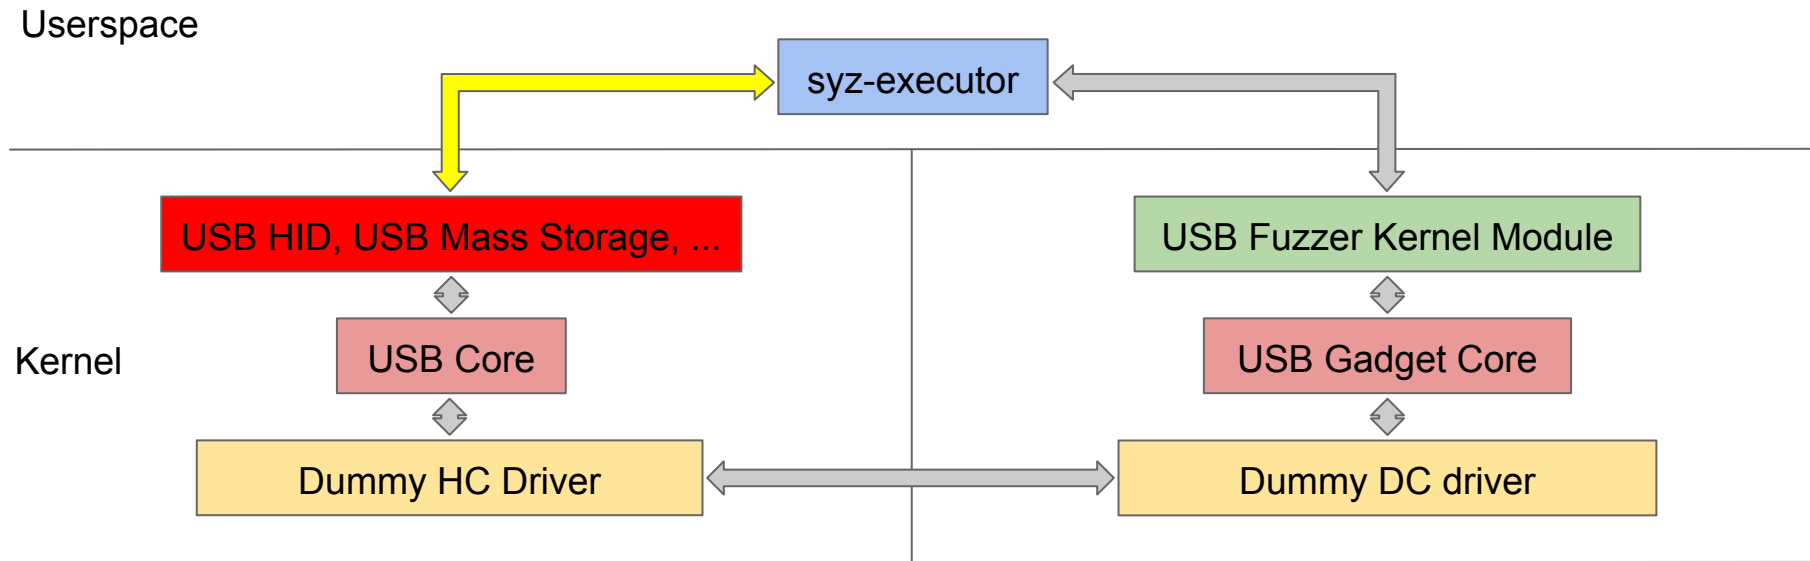 Userspace
syz-executor
USB HID, USB Mass Storage, ...
USB Fuzzer Kernel Module
Kernel
USB Core
USB Gadget Core
Dummy HC Driver
Dummy DC driver